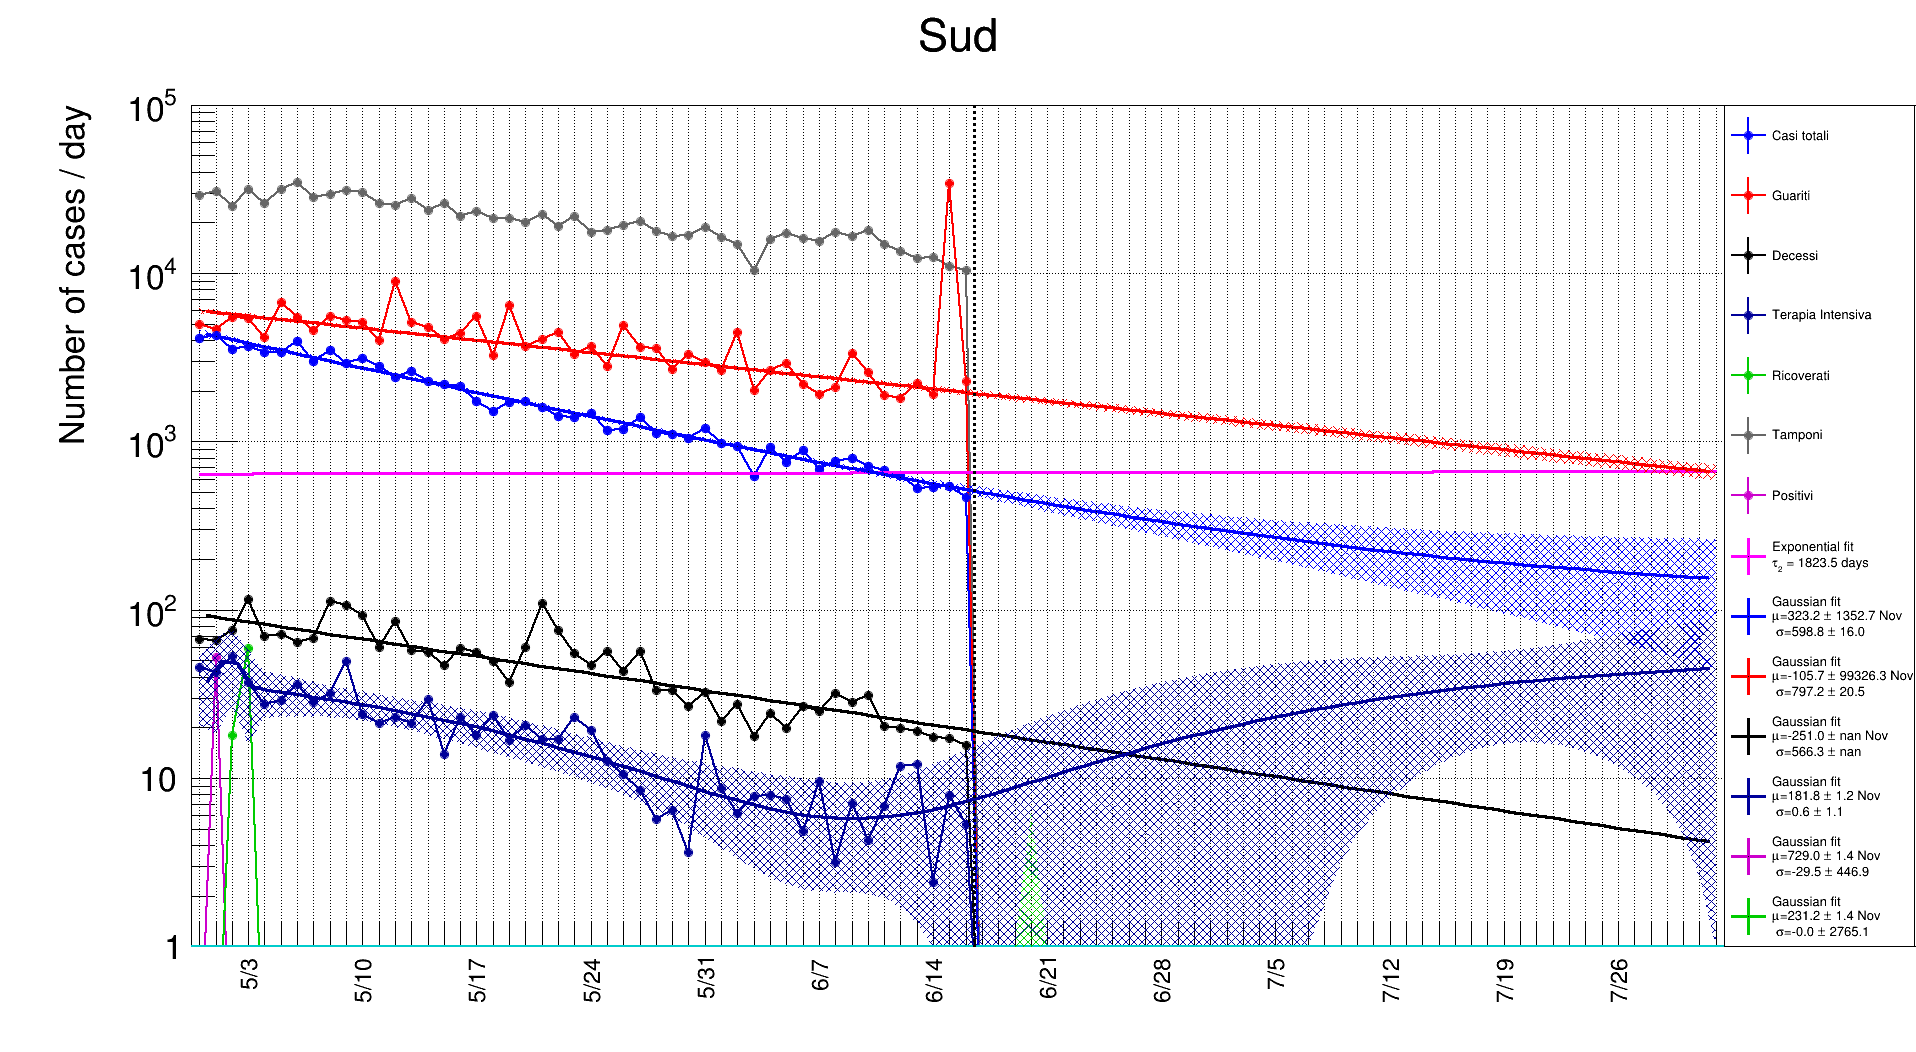 Sud
Number of cases / day
10^5
10^4
10^3
10^2
10
1
5/3
5/10
5/17
5/24
5/31
6/7
6/14
6/21
6/28
7/5
7/12
7/19
7/26
Casi totali
Guariti
Decessi
Terapia Intensiva
Ricoverati
Tamponi
Positivi
Exponential fit
τ₂ = 1823.5 days
Gaussian fit
μ=323.2 ± 1352.7 Nov
σ=598.8 ± 16.0
Gaussian fit
μ=-105.7 ± 99326.3 Nov
σ=797.2 ± 20.5
Gaussian fit
μ=-251.0 ± nan Nov
σ=566.3 ± nan
Gaussian fit
μ=181.8 ± 1.2 Nov
σ=0.6 ± 1.1
Gaussian fit
μ=729.0 ± 1.4 Nov
σ=-29.5 ± 446.9
Gaussian fit
μ=231.2 ± 1.4 Nov
σ=-0.0 ± 2765.1